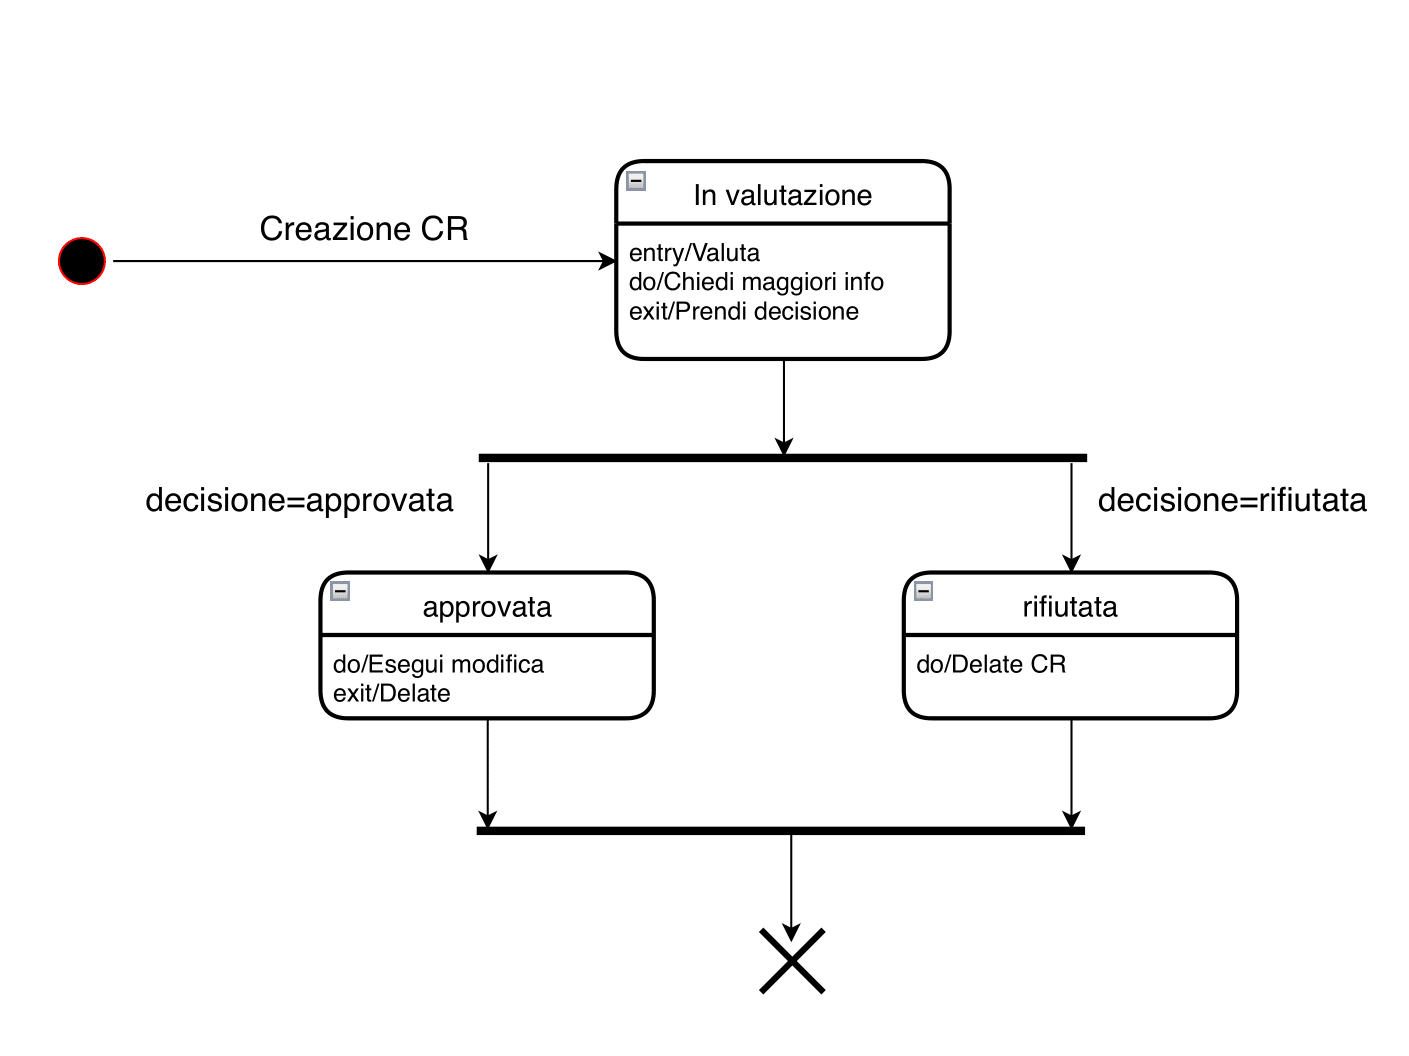 Creazione CR
In valutazione
entry/Valuta
do/Chiedi maggiori info
exit/Prendi decisione
decisione=approvata
decisione=rifiutata
approvata
do/Esegui modifica
exit/Delate
rifiutata
do/Delate CR